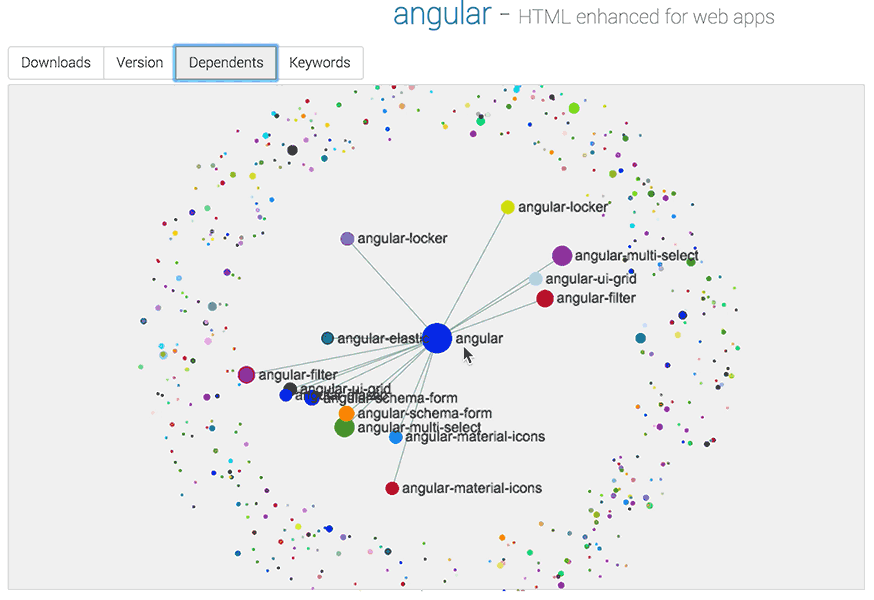 angular - HTML enhanced for web apps
Downloads Version Dependents Keywords
angular-locker
angular-locker
angular-multi-select
angular-ui-grid
angular-filter
angular-elastic
angular
angular-filter
angular-ui-grid
angular-schema-form
angular-schema-form
angular-multi-select
angular-material-icons
angular-material-icons